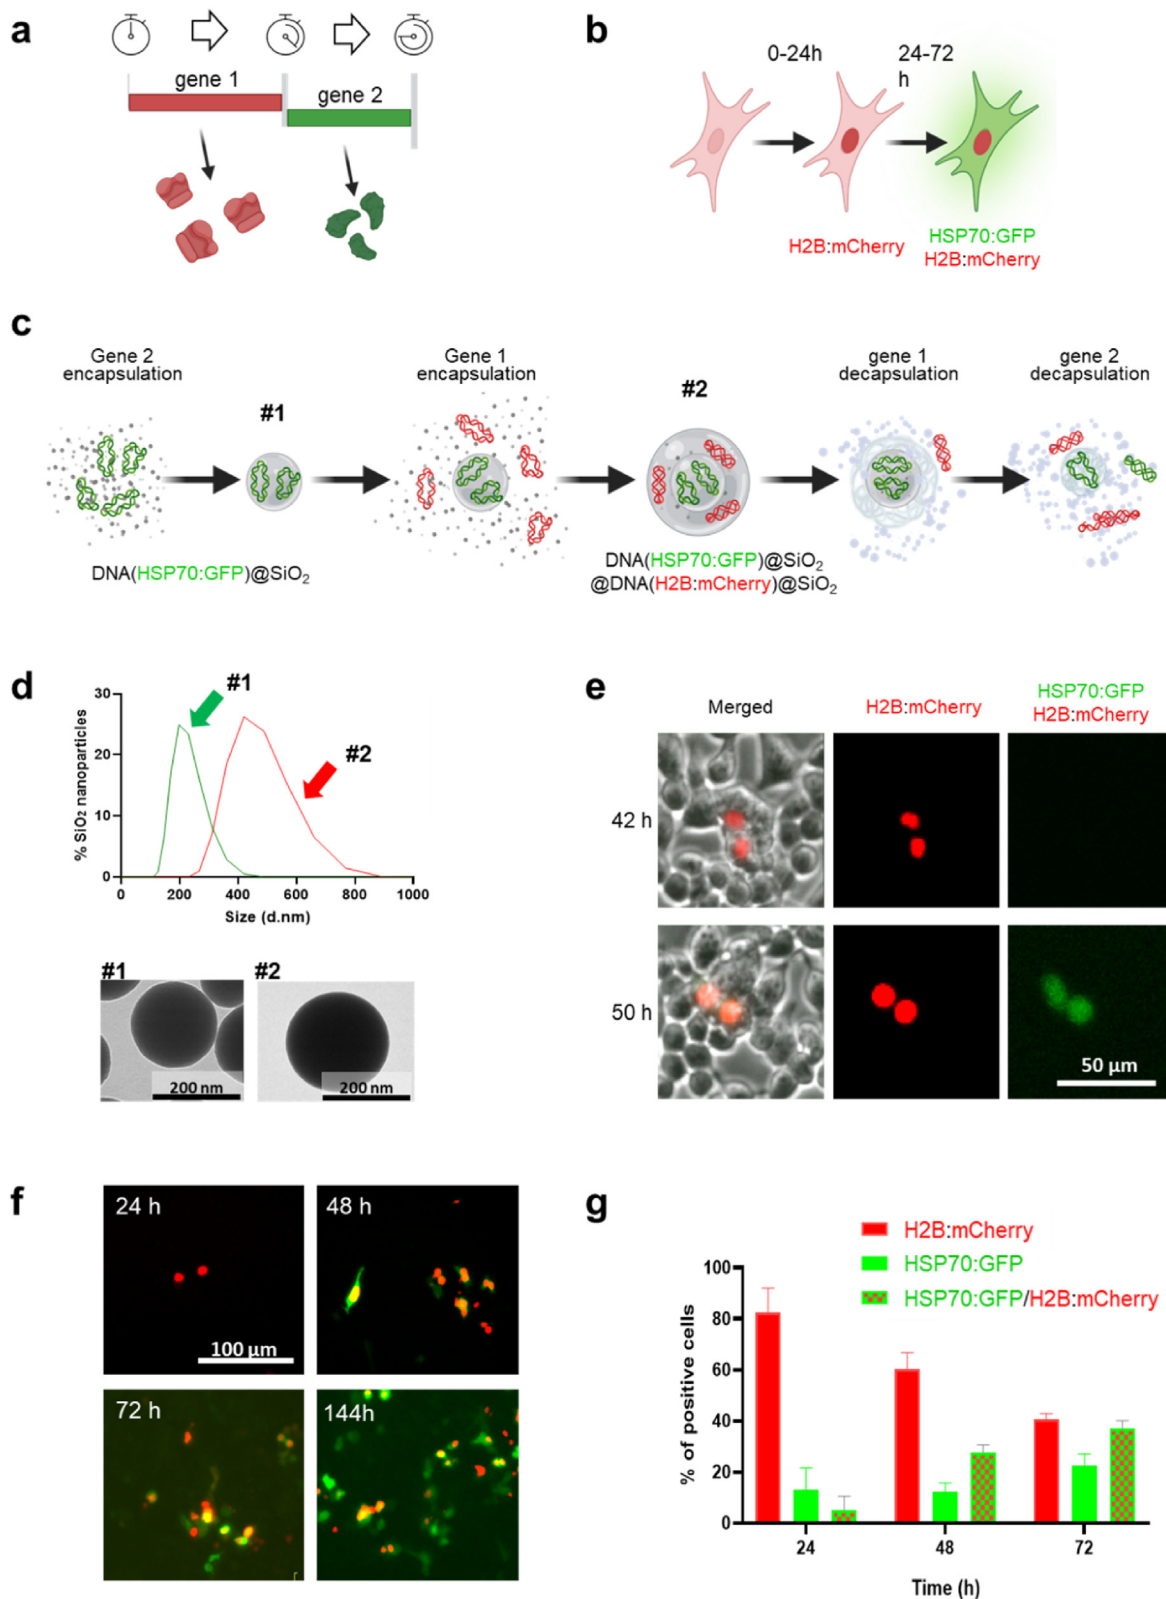 a
gene 1
gene 2
b
0-24h
24-72
h
H2B:mCherry
HSP70:GFP
H2B:mCherry
c
Gene 2
encapsulation
#1
Gene 1
encapsulation
#2
gene 1
decapsulation
gene 2
decapsulation
DNA(HSP70:GFP)@SiO₂
DNA(HSP70:GFP)@SiO₂
@DNA(H2B:mCherry)@SiO₂
d
% SiO₂ nanoparticles
30
20
10
0
#1
#2
0
200
400
600
800
1000
Size (d.nm)
#1
200 nm
#2
200 nm
e
Merged
H2B:mCherry
HSP70:GFP
H2B:mCherry
42 h
50 h
50 µm
f
24 h
100 µm
48 h
72 h
144h
g
H2B:mCherry
HSP70:GFP
HSP70:GFP/H2B:mCherry
% of positive cells
100
80
60
40
20
0
24
48
72
Time (h)